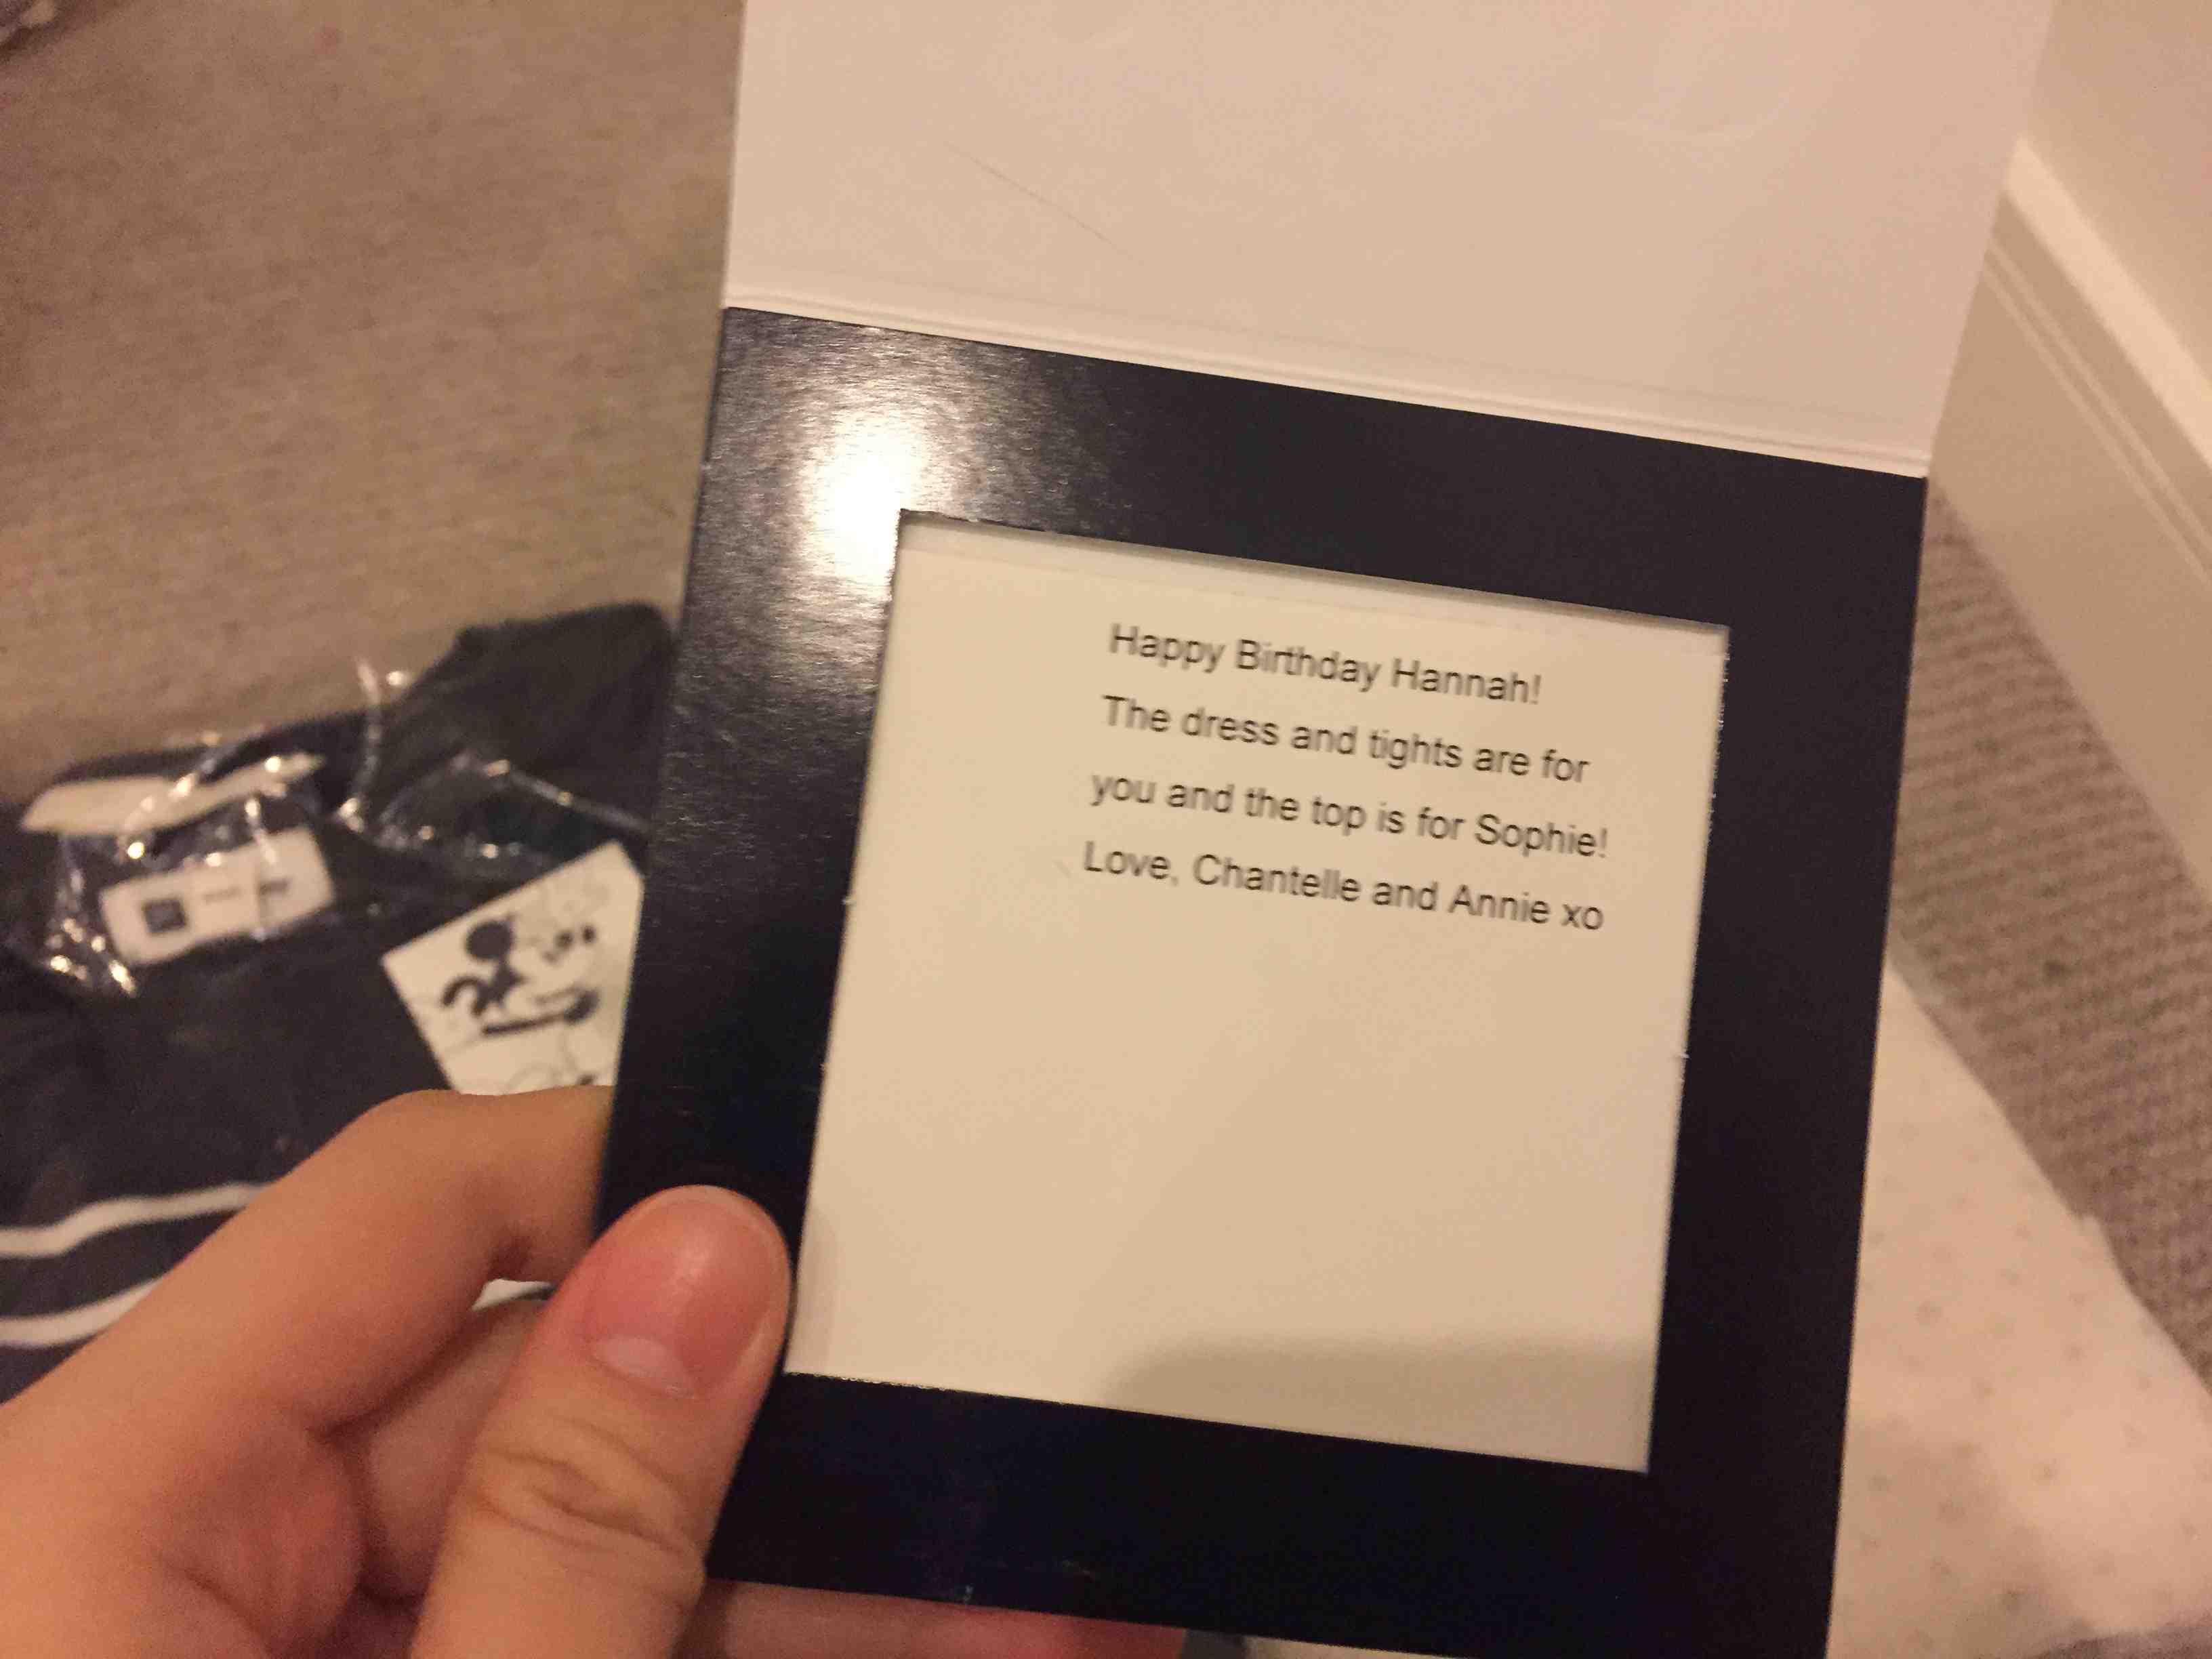 Happy Birthday Hannah!
The dress and tights are for
you and the top is for Sophie!
Love, Chantelle and Annie xo